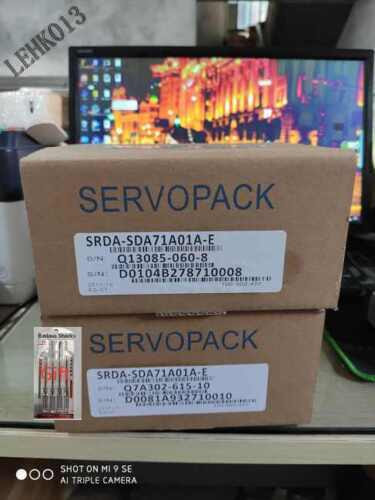 LEHK013
SERVOPACK
SRDA-SDA71A01A-E
O/N: Q13085-060-8
S/N: D0104B278710008
SERVOPACK
SRDA-SDA71A01A-E
O/N: Q7A302-615-10
S/N: D0081A932710010
SHOT ON MI 9 SE
AI TRIPLE CAMERA